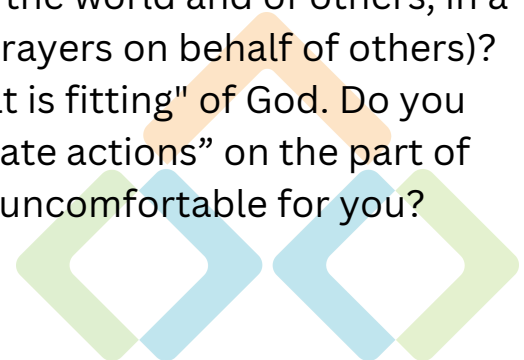 the world and of others, in a
rayers on behalf of others)?
t is fitting" of God. Do you
ate actions” on the part of
uncomfortable for you?